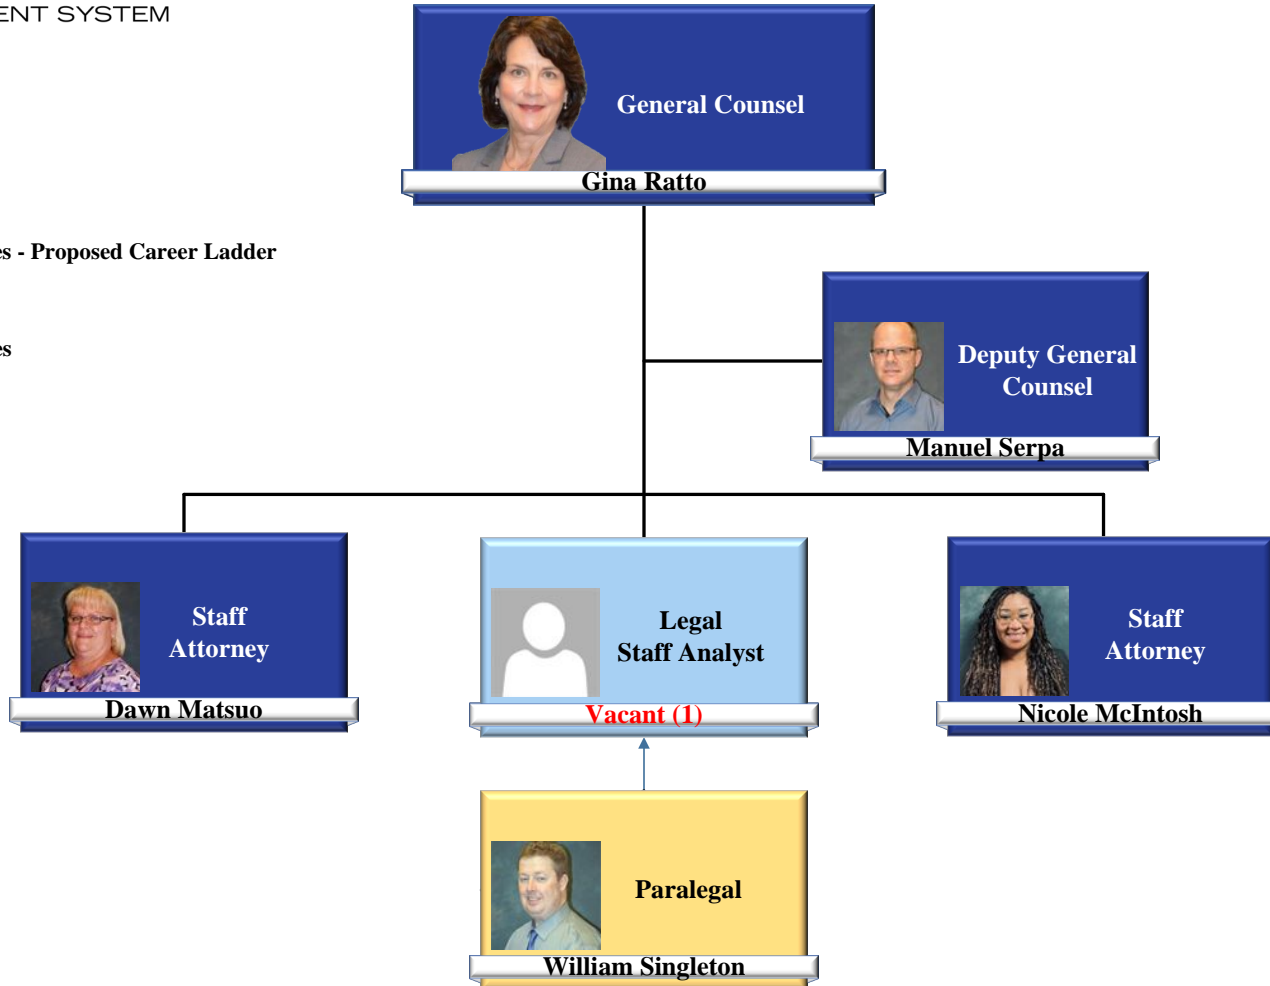 ENT SYSTEM
General Counsel
Gina Ratto
es - Proposed Career Ladder
es
Deputy General
Counsel
Manuel Serpa
Staff
Attorney
Dawn Matsuo
Legal
Staff Analyst
Vacant (1)
Staff
Attorney
Nicole McIntosh
Paralegal
William Singleton